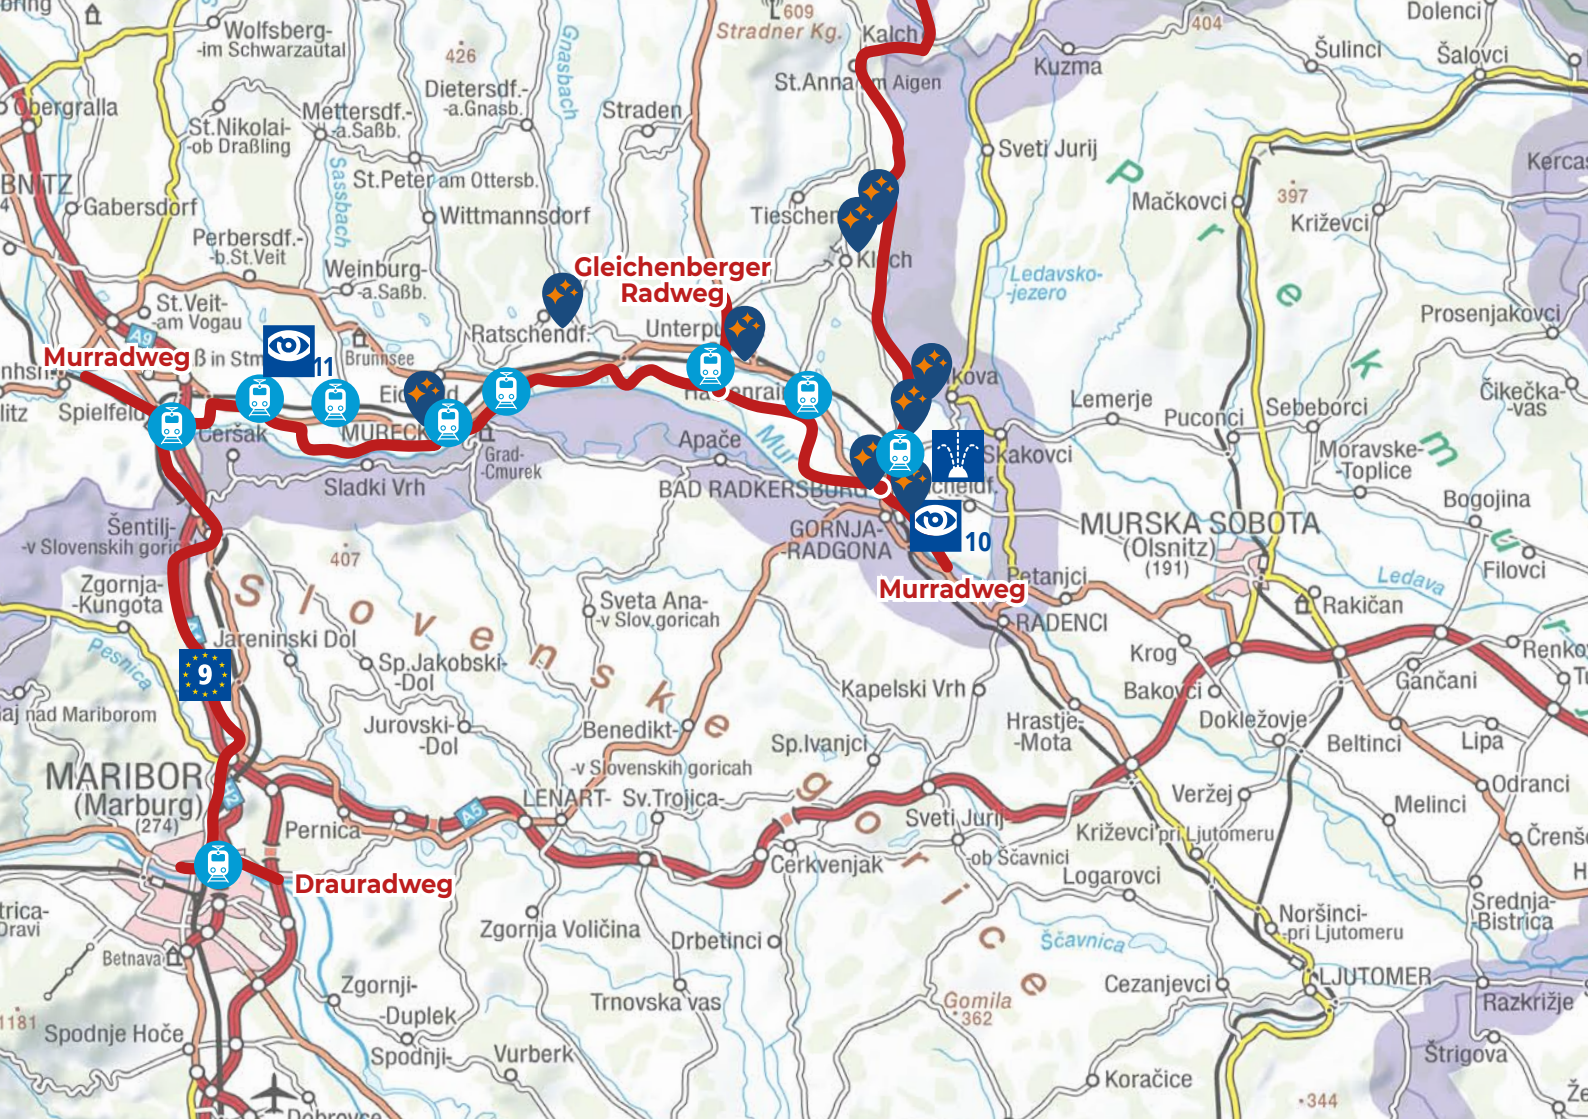 Wolfsberg-
-im Schwarzautal
426
Gnasbach
609
Stradner Kg.
Kalch
404
Dolenci
Kuzma
Šulinci
Šalovci
St.Anna am Aigen
Obergralla
Dietersdf.-
-a.Gnasb.
Mettersdf.-
-a.Saßb.
Straden
St.Nikolai-
-ob Draßling
Sassbach
St.Peter am Ottersb.
Sveti Jurij
Mačkovci
397
Križevci
Gabersdorf
Wittmannsdorf
Tieschen
Perbersdf.-
-b.St.Veit
Klöch
Weinburg-
-a.Saßb.
Gleichenberger
Radweg
Ledavsko-
-jezero
Prosenjakovci
St.Veit-
-am Vogau
Ratschendf.
A9
Murradweg
11
Brunnsee
Čikečka-
-vas
Lemerje
Puconci
Sebeborci
Spielfeld
Ceršak
MURECK
Grad-
-Cmurek
Apače
Mur
Skakovci
Moravske-
-Toplice
Sladki Vrh
BAD RADKERSBURG
Bogojina
Šentilj-
-v Slovenskih goric
GORNJA-
-RADGONA
10
MURSKA SOBOTA
(Olsnitz)
(191)
Filovci
407
Zgornja-
-Kungota
Murradweg
Petanjci
Ledava
Rakičan
Slovenske gorice
Prekmur
Sveta Ana-
-v Slov.goricah
RADENCI
Jareninski Dol
Pesnica
Krog
9
Sp.Jakobski-
-Dol
Kapelski Vrh
Bakovci
Gančani
Jurovski-
-Dol
Benedikt-
-v Slovenskih goricah
Hrastje-
-Mota
Dokležovje
Beltinci
Lipa
Sp.Ivanjci
MARIBOR
(Marburg)
(274)
A5
LENART-
Sv.Trojica-
Veržej
Odranci
Melinci
Pernica
Sveti Jurij-
-ob Ščavnici
Križevci pri Ljutomeru
Cerkvenjak
Logarovci
Drauradweg
Srednja-
-Bistrica
Zgornja Voličina
Drbetinci
Noršinci-
-pri Ljutomeru
Ščavnica
Betnava
LJUTOMER
Cezanjevci
Razkrižje
Zgornji-
-Duplek
Trnovska vas
Gomila
362
1181
Spodnje Hoče
Spodnji-
Vurberk
Štrigova
Koračice
344